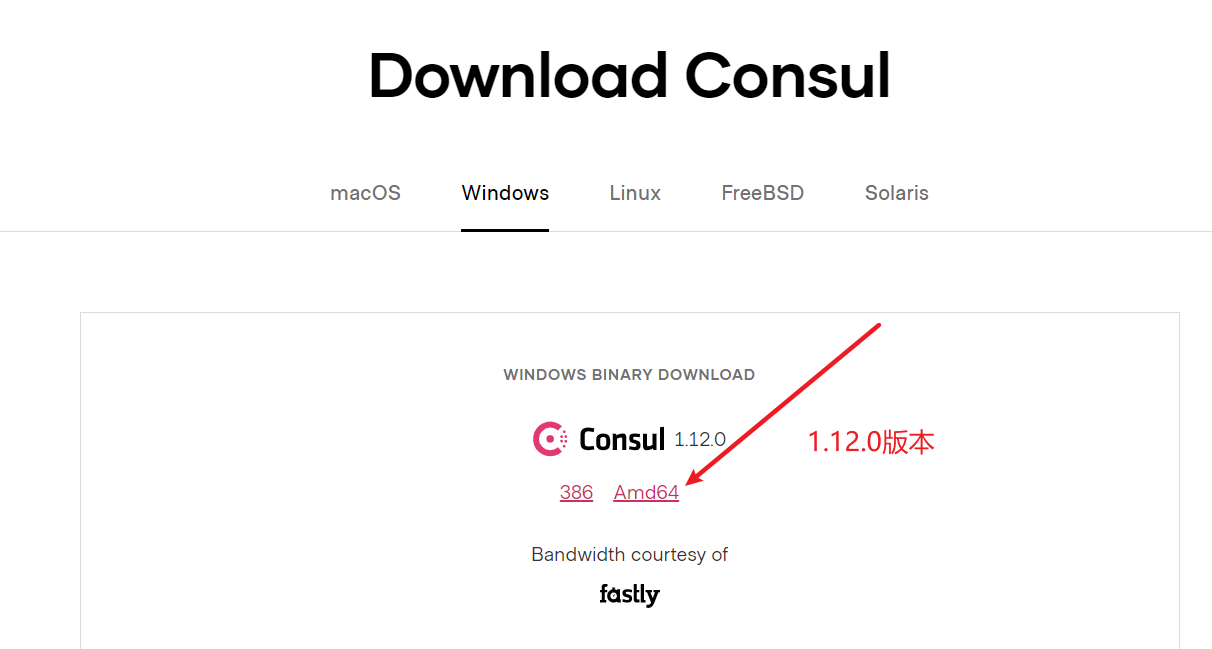 Download Consul
macOS Windows Linux FreeBSD Solaris
WINDOWS BINARY DOWNLOAD
Consul 1.12.0
1.12.0版本
386 Amd64
Bandwidth courtesy of
fastly